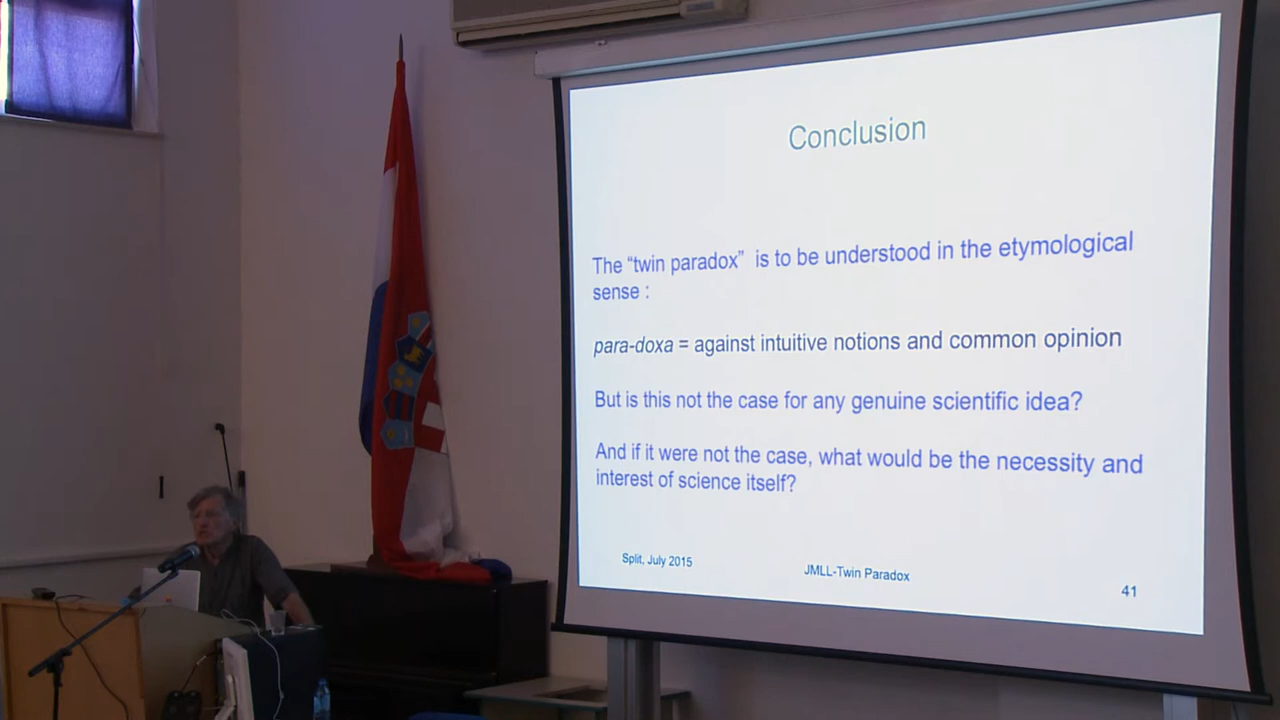 Conclusion
The “twin paradox” is to be understood in the etymological
sense :
para-doxa = against intuitive notions and common opinion
But is this not the case for any genuine scientific idea?
And if it were not the case, what would be the necessity and
interest of science itself?
Split, July 2015
JMLL-Twin Paradox
41